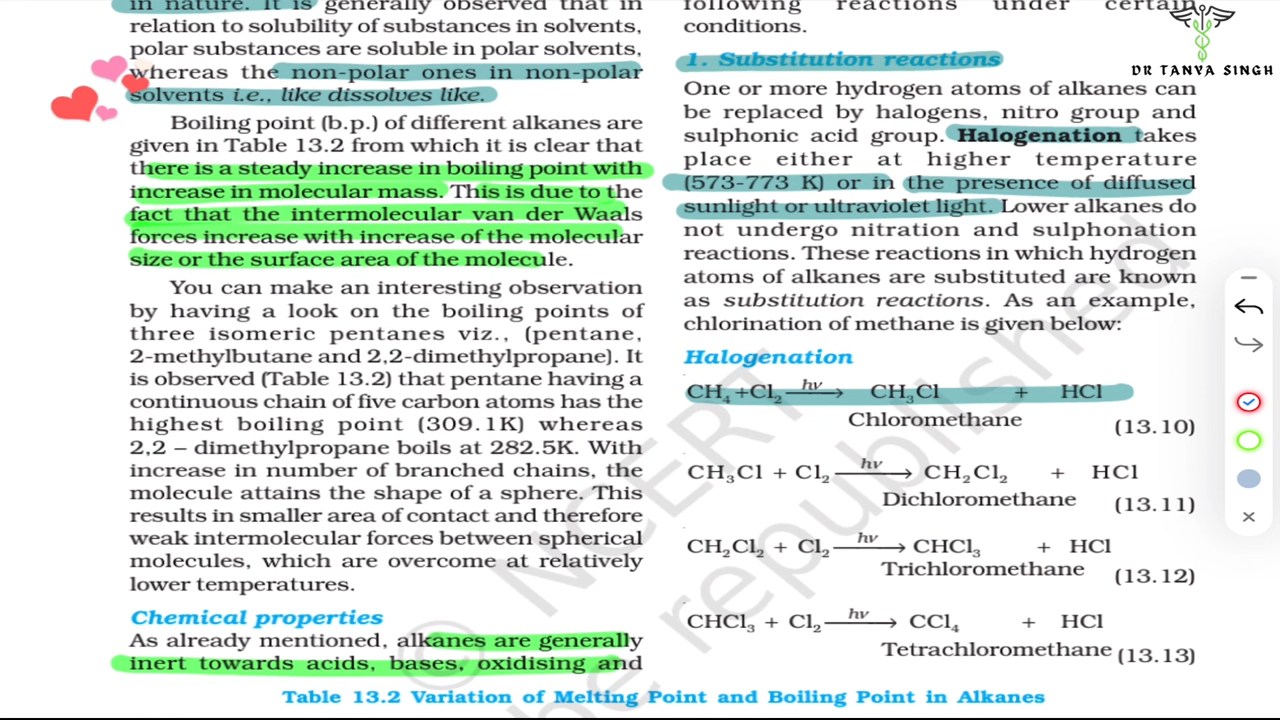 in nature. It is generally observed that in
relation to solubility of substances in solvents,
polar substances are soluble in polar solvents,
whereas the non-polar ones in non-polar
solvents i.e., like dissolves like.
Boiling point (b.p.) of different alkanes are
given in Table 13.2 from which it is clear that
there is a steady increase in boiling point with
increase in molecular mass. This is due to the
fact that the intermolecular van der Waals
forces increase with increase of the molecular
size or the surface area of the molecule.
You can make an interesting observation
by having a look on the boiling points of
three isomeric pentanes viz., (pentane,
2-methylbutane and 2,2-dimethylpropane). It
is observed (Table 13.2) that pentane having a
continuous chain of five carbon atoms has the
highest boiling point (309.1K) whereas
2,2 – dimethylpropane boils at 282.5K. With
increase in number of branched chains, the
molecule attains the shape of a sphere. This
results in smaller area of contact and therefore
weak intermolecular forces between spherical
molecules, which are overcome at relatively
lower temperatures.
Chemical properties
As already mentioned, alkanes are generally
inert towards acids, bases, oxidising and
following reactions under certain
conditions.
1. Substitution reactions
One or more hydrogen atoms of alkanes can
be replaced by halogens, nitro group and
sulphonic acid group. Halogenation takes
place either at higher temperature
(573-773 K) or in the presence of diffused
sunlight or ultraviolet light. Lower alkanes do
not undergo nitration and sulphonation
reactions. These reactions in which hydrogen
atoms of alkanes are substituted are known
as substitution reactions. As an example,
chlorination of methane is given below:
Halogenation
CH₄ +Cl₂ —hν→ CH₃Cl + HCl
Chloromethane (13.10)
CH₃Cl + Cl₂ —hν→ CH₂Cl₂ + HCl
Dichloromethane (13.11)
CH₂Cl₂ + Cl₂ —hν→ CHCl₃ + HCl
Trichloromethane (13.12)
CHCl₃ + Cl₂ —hν→ CCl₄ + HCl
Tetrachloromethane (13.13)
Table 13.2 Variation of Melting Point and Boiling Point in Alkanes
DR TANYA SINGH
© NCERT
be republished